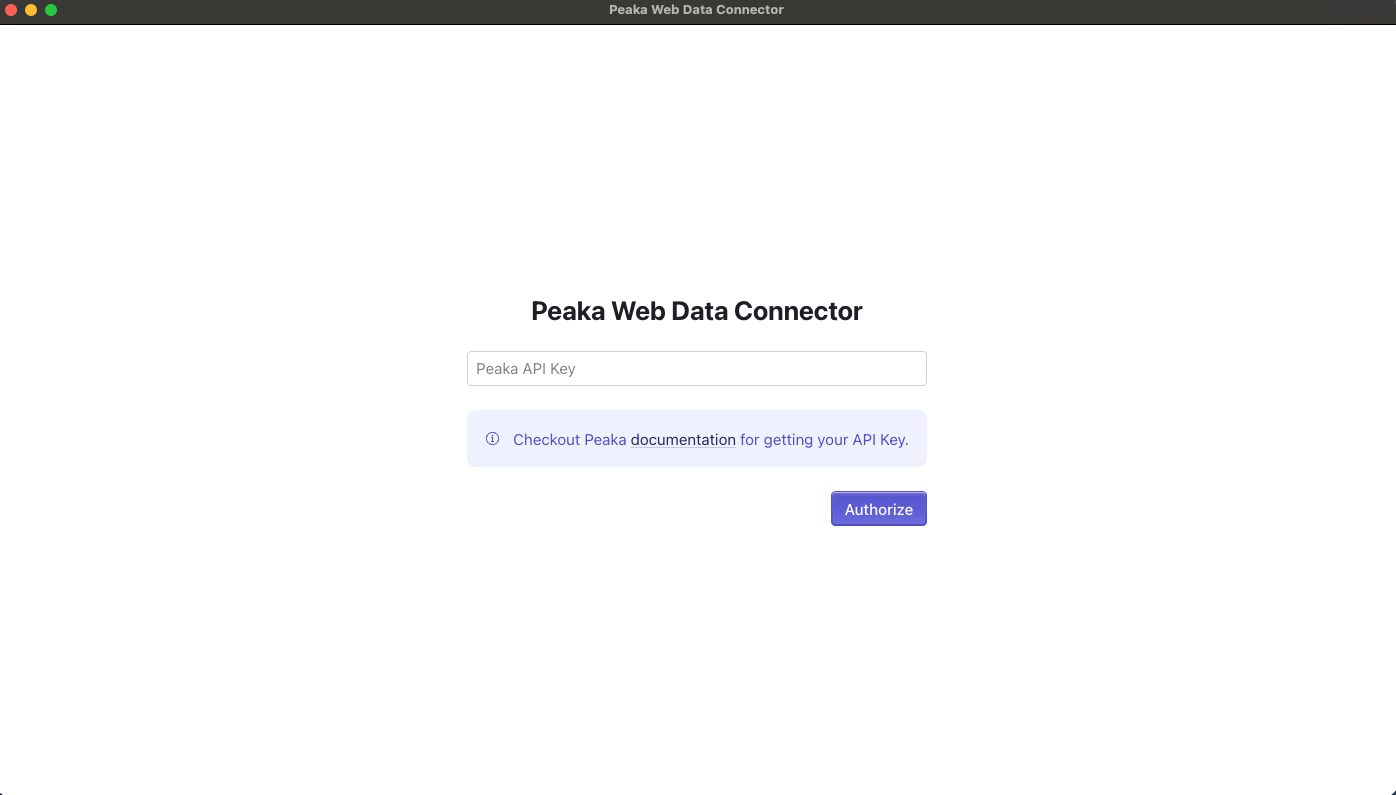 Peaka Web Data Connector
Peaka Web Data Connector
Peaka API Key
Checkout Peaka documentation for getting your API Key.
Authorize